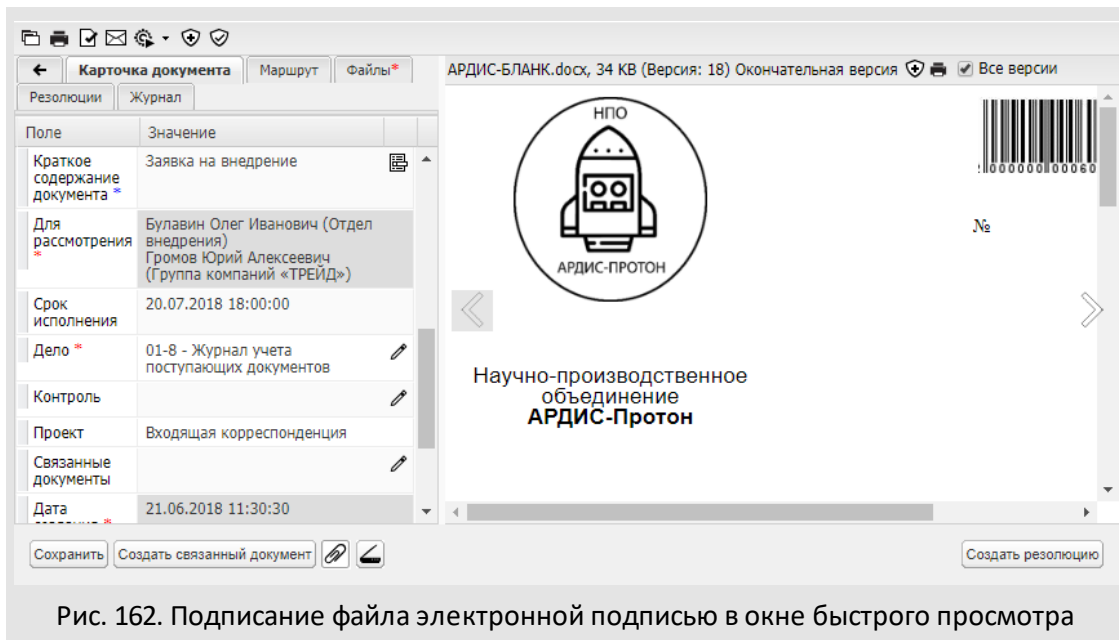 Карточка документа Маршрут Файлы*
Резолюции Журнал
Поле Значение
Краткое содержание документа * Заявка на внедрение
Для рассмотрения * Булавин Олег Иванович (Отдел внедрения)
Громов Юрий Алексеевич (Группа компаний «ТРЕЙД»)
Срок исполнения 20.07.2018 18:00:00
Дело * 01-8 - Журнал учета поступающих документов
Контроль
Проект Входящая корреспонденция
Связанные документы
Дата 21.06.2018 11:30:30
АРДИС-БЛАНК.docx, 34 KB (Версия: 18) Окончательная версия Все версии
НПО
АРДИС-ПРОТОН
№
Научно-производственное
объединение
АРДИС-Протон
Сохранить Создать связанный документ Создать резолюцию
Рис. 162. Подписание файла электронной подписью в окне быстрого просмотра